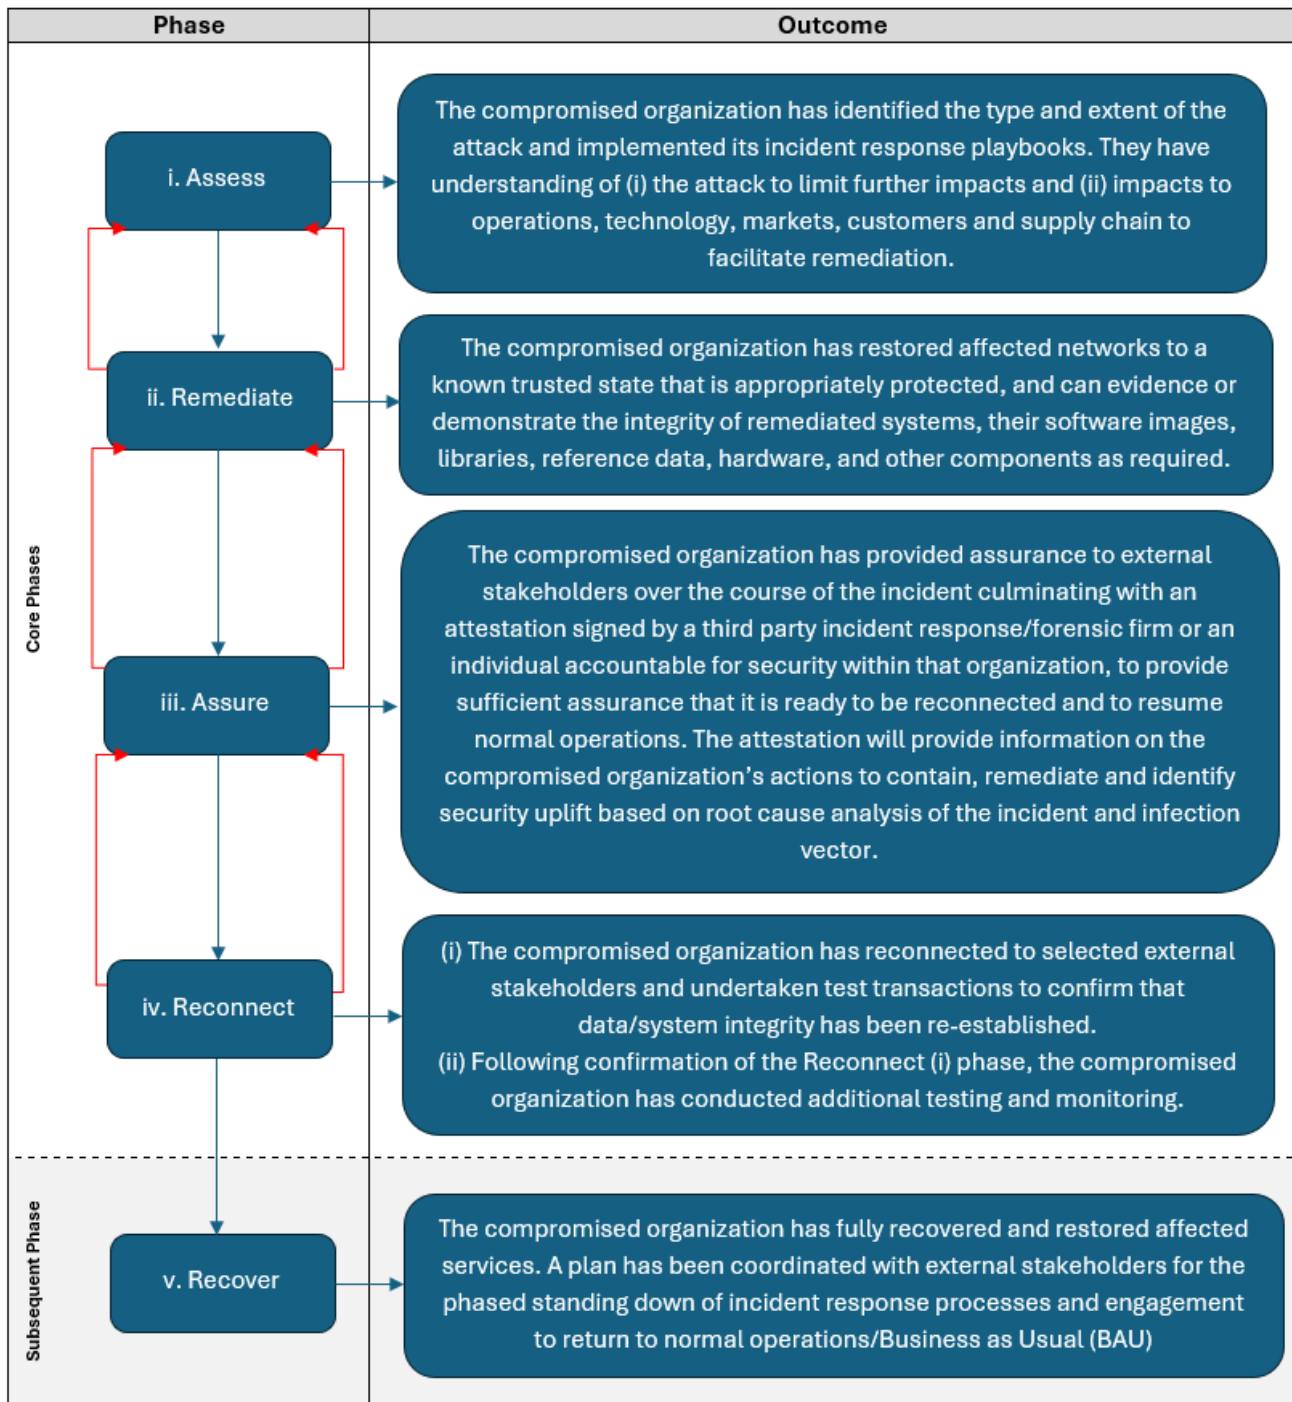 Phase
Outcome
Core Phases
i. Assess
The compromised organization has identified the type and extent of the
attack and implemented its incident response playbooks. They have
understanding of (i) the attack to limit further impacts and (ii) impacts to
operations, technology, markets, customers and supply chain to
facilitate remediation.
ii. Remediate
The compromised organization has restored affected networks to a
known trusted state that is appropriately protected, and can evidence or
demonstrate the integrity of remediated systems, their software images,
libraries, reference data, hardware, and other components as required.
iii. Assure
The compromised organization has provided assurance to external
stakeholders over the course of the incident culminating with an
attestation signed by a third party incident response/forensic firm or an
individual accountable for security within that organization, to provide
sufficient assurance that it is ready to be reconnected and to resume
normal operations. The attestation will provide information on the
compromised organization's actions to contain, remediate and identify
security uplift based on root cause analysis of the incident and infection
vector.
iv. Reconnect
(i) The compromised organization has reconnected to selected external
stakeholders and undertaken test transactions to confirm that
data/system integrity has been re-established.
(ii) Following confirmation of the Reconnect (i) phase, the compromised
organization has conducted additional testing and monitoring.
Subsequent Phase
v. Recover
The compromised organization has fully recovered and restored affected
services. A plan has been coordinated with external stakeholders for the
phased standing down of incident response processes and engagement
to return to normal operations/Business as Usual (BAU)